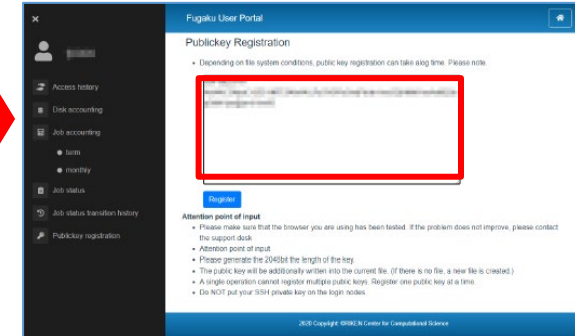 ×
Fugaku User Portal
Publickey Registration
Depending on file system conditions, public key registration can take alog time. Please note.
Access history
Disk accounting
Job accounting
term
monthly
Job status
Job status transition history
Publickey registration
Register
Attention point of input
Please make sure that the browser you are using has been tested. If the problem does not improve, please contact
the support desk
Attention point of input
Please generate the 2048bit the length of the key.
The public key will be additionally written into the current file. (If there is no file, a new file is created.)
A single operation cannot register multiple public keys. Register one public key at a time.
Do NOT put your SSH private key on the login nodes
2020 Copyright: ©RIKEN Center for Computational Science